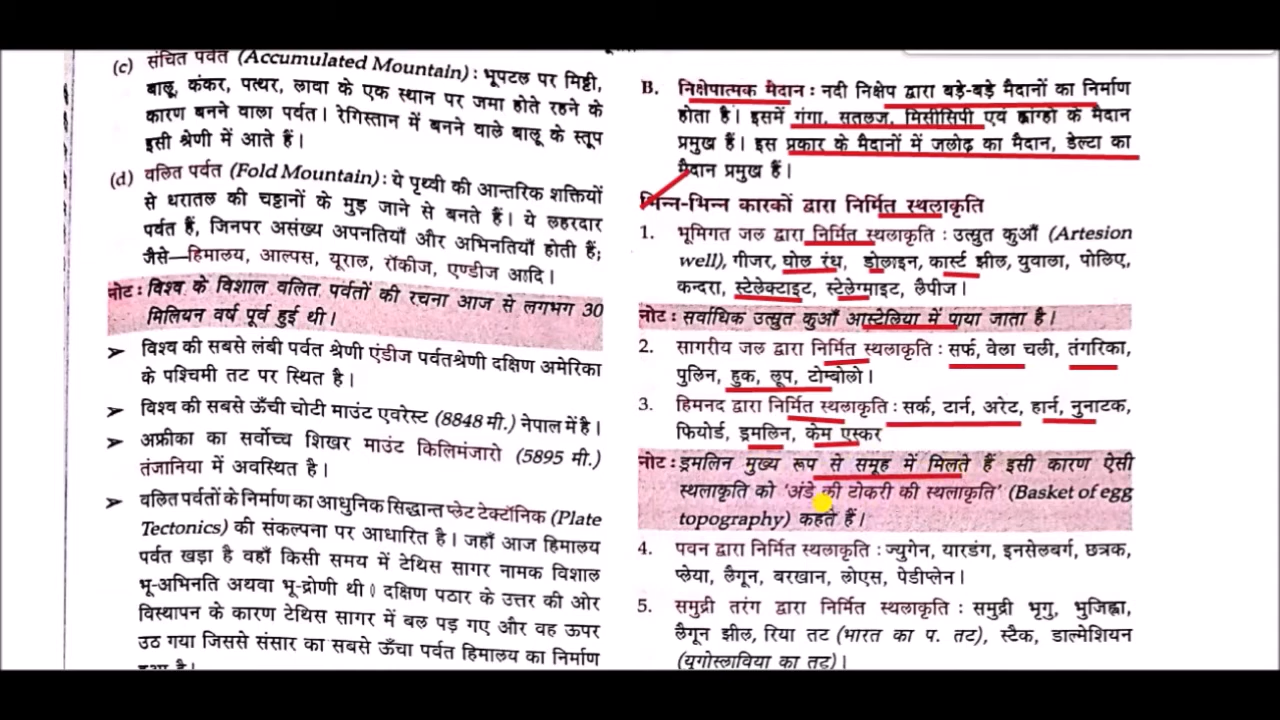 (c) संचित पर्वत (Accumulated Mountain) : भूपटल पर मिट्टी,
बालू, कंकर, पत्थर, लावा के एक स्थान पर जमा होते रहने के
कारण बनने वाला पर्वत। रेगिस्तान में बनने वाले बालू के स्तूप
इसी श्रेणी में आते हैं।
(d) वलित पर्वत (Fold Mountain) : ये पृथ्वी की आन्तरिक शक्तियों
से धरातल की चट्टानों के मुड़ जाने से बनते हैं। ये लहरदार
पर्वत हैं, जिनपर असंख्य अपनतियाँ और अभिनतियाँ होती हैं;
जैसे—हिमालय, आल्पस, यूराल, रॉकीज, एण्डीज आदि।
नोट : विश्व के विशाल वलित पर्वतों की रचना आज से लगभग 30
मिलियन वर्ष पूर्व हुई थी।
➢ विश्व की सबसे लंबी पर्वत श्रेणी एंडीज पर्वतश्रेणी दक्षिण अमेरिका
के पश्चिमी तट पर स्थित है।
➢ विश्व की सबसे ऊँची चोटी माउंट एवरेस्ट (8848 मी.) नेपाल में है।
➢ अफ्रीका का सर्वोच्च शिखर माउंट किलिमंजारो (5895 मी.)
तंजानिया में अवस्थित है।
➢ वलित पर्वतों के निर्माण का आधुनिक सिद्धान्त प्लेट टेक्टॉनिक (Plate
Tectonics) की संकल्पना पर आधारित है। जहाँ आज हिमालय
पर्वत खड़ा है वहाँ किसी समय में टेथिस सागर नामक विशाल
भू-अभिनति अथवा भू-द्रोणी थी। दक्षिण पठार के उत्तर की ओर
विस्थापन के कारण टेथिस सागर में बल पड़ गए और वह ऊपर
उठ गया जिससे संसार का सबसे ऊँचा पर्वत हिमालय का निर्माण
हुआ है।
B. निक्षेपात्मक मैदान : नदी निक्षेप द्वारा बड़े-बड़े मैदानों का निर्माण
होता है। इसमें गंगा, सतलज, मिसीसिपी एवं ह्वांग्हो के मैदान
प्रमुख हैं। इस प्रकार के मैदानों में जलोढ़ का मैदान, डेल्टा का
मैदान प्रमुख हैं।
भिन्न-भिन्न कारकों द्वारा निर्मित स्थलाकृति
1. भूमिगत जल द्वारा निर्मित स्थलाकृति : उत्स्रुत कुआँ (Artesion
well), गीजर, घोल रंध्र, डोलाइन, कार्स्ट झील, युवाला, पोलिए,
कन्दरा, स्टेलेक्टाइट, स्टेलेग्माइट, लैपीज।
नोट : सर्वाधिक उत्स्रुत कुआँ आस्टेलिया में पाया जाता है।
2. सागरीय जल द्वारा निर्मित स्थलाकृति : सर्फ, वेला चली, तंगरिका,
पुलिन, हुक, लूप, टोम्बोलो।
3. हिमनद द्वारा निर्मित स्थलाकृति : सर्क, टार्न, अरेट, हार्न, नुनाटक,
फियोर्ड, ड्रमलिन, केम एस्कर
नोट : ड्रमलिन मुख्य रूप से समूह में मिलते हैं इसी कारण ऐसी
स्थलाकृति को 'अंडे की टोकरी की स्थलाकृति' (Basket of egg
topography) कहते हैं।
4. पवन द्वारा निर्मित स्थलाकृति : ज्युगेन, यारडंग, इनसेलबर्ग, छत्रक,
प्लेया, लैगून, बरखान, लोएस, पेडीप्लेन।
5. समुद्री तरंग द्वारा निर्मित स्थलाकृति : समुद्री भृगु, भुजिह्वा,
लैगून झील, रिया तट (भारत का प. तट), स्टैक, डाल्मेशियन
(यूगोस्लाविया का तट)।